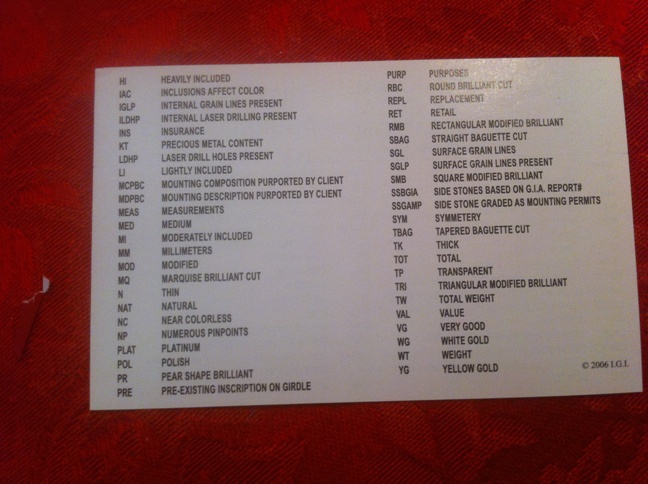 HI HEAVILY INCLUDED
IAC INCLUSIONS AFFECT COLOR
IGLP INTERNAL GRAIN LINES PRESENT
ILDHP INTERNAL LASER DRILLING PRESENT
INS INSURANCE
KT PRECIOUS METAL CONTENT
LDHP LASER DRILL HOLES PRESENT
LI LIGHTLY INCLUDED
MCPBC MOUNTING COMPOSITION PURPORTED BY CLIENT
MDPBC MOUNTING DESCRIPTION PURPORTED BY CLIENT
MEAS MEASUREMENTS
MED MEDIUM
MI MODERATELY INCLUDED
MM MILLIMETERS
MOD MODIFIED
MQ MARQUISE BRILLIANT CUT
N THIN
NAT NATURAL
NC NEAR COLORLESS
NP NUMEROUS PINPOINTS
PLAT PLATINUM
POL POLISH
PR PEAR SHAPE BRILLIANT
PRE PRE-EXISTING INSCRIPTION ON GIRDLE
PURP PURPOSES
RBC ROUND BRILLIANT CUT
REPL REPLACEMENT
RET RETAIL
RMB RECTANGULAR MODIFIED BRILLIANT
SBAG STRAIGHT BAGUETTE CUT
SGL SURFACE GRAIN LINES
SGLP SURFACE GRAIN LINES PRESENT
SMB SQUARE MODIFIED BRILLIANT
SSBGIA SIDE STONES BASED ON G.I.A. REPORT#
SSGAMP SIDE STONE GRADED AS MOUNTING PERMITS
SYM SYMMETERY
TBAG TAPERED BAGUETTE CUT
TK THICK
TOT TOTAL
TP TRANSPARENT
TRI TRIANGULAR MODIFIED BRILLIANT
TW TOTAL WEIGHT
VAL VALUE
VG VERY GOOD
WG WHITE GOLD
WT WEIGHT
YG YELLOW GOLD
© 2006 I.G.I.